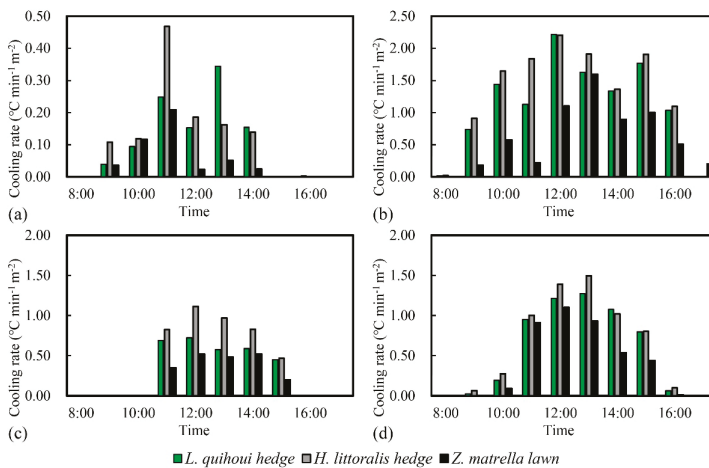 Cooling rate (°C min-1 m-2)
0.50
0.40
0.30
0.20
0.10
0.00
8:00 10:00 12:00 14:00 16:00
Time
(a)
Cooling rate (°C min-1 m-2)
2.50
2.00
1.50
1.00
0.50
0.00
8:00 10:00 12:00 14:00 16:00
Time
(b)
Cooling rate (°C min-1 m-2)
2.00
1.50
1.00
0.50
0.00
8:00 10:00 12:00 14:00 16:00
Time
(c)
Cooling rate (°C min-1 m-2)
2.00
1.50
1.00
0.50
0.00
8:00 10:00 12:00 14:00 16:00
Time
(d)
L. quihoui hedge H. littoralis hedge Z. matrella lawn